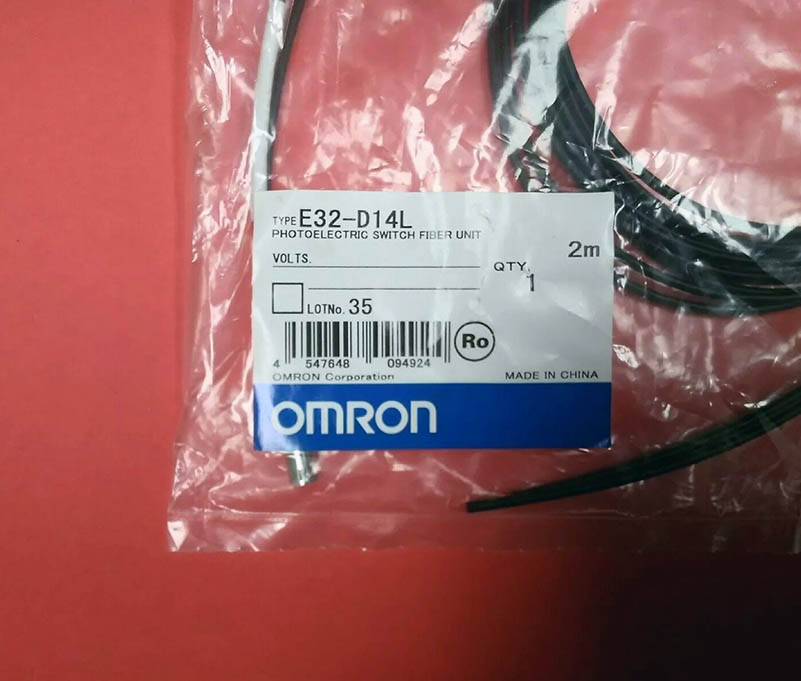 TYPE E32-D14L
PHOTOELECTRIC SWITCH FIBER UNIT
2m
VOLTS.
QTY.
1
LOTNo. 35
Ro
4 547648 094924
OMRON Corporation
MADE IN CHINA
OMRON